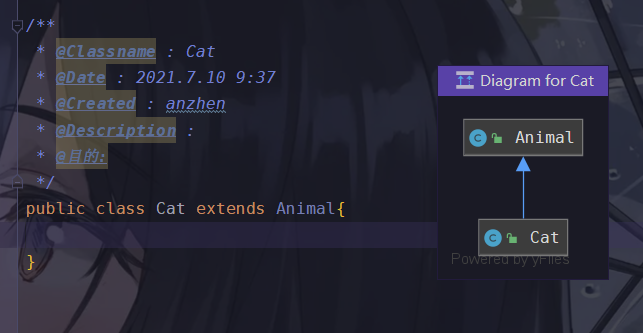 /**
* @Classname : Cat
* @Date : 2021.7.10 9:37
* @Created : anzhen
* @Description :
* @目的:
*/
public class Cat extends Animal{
}
Diagram for Cat
C Animal
C Cat
Powered by yFiles